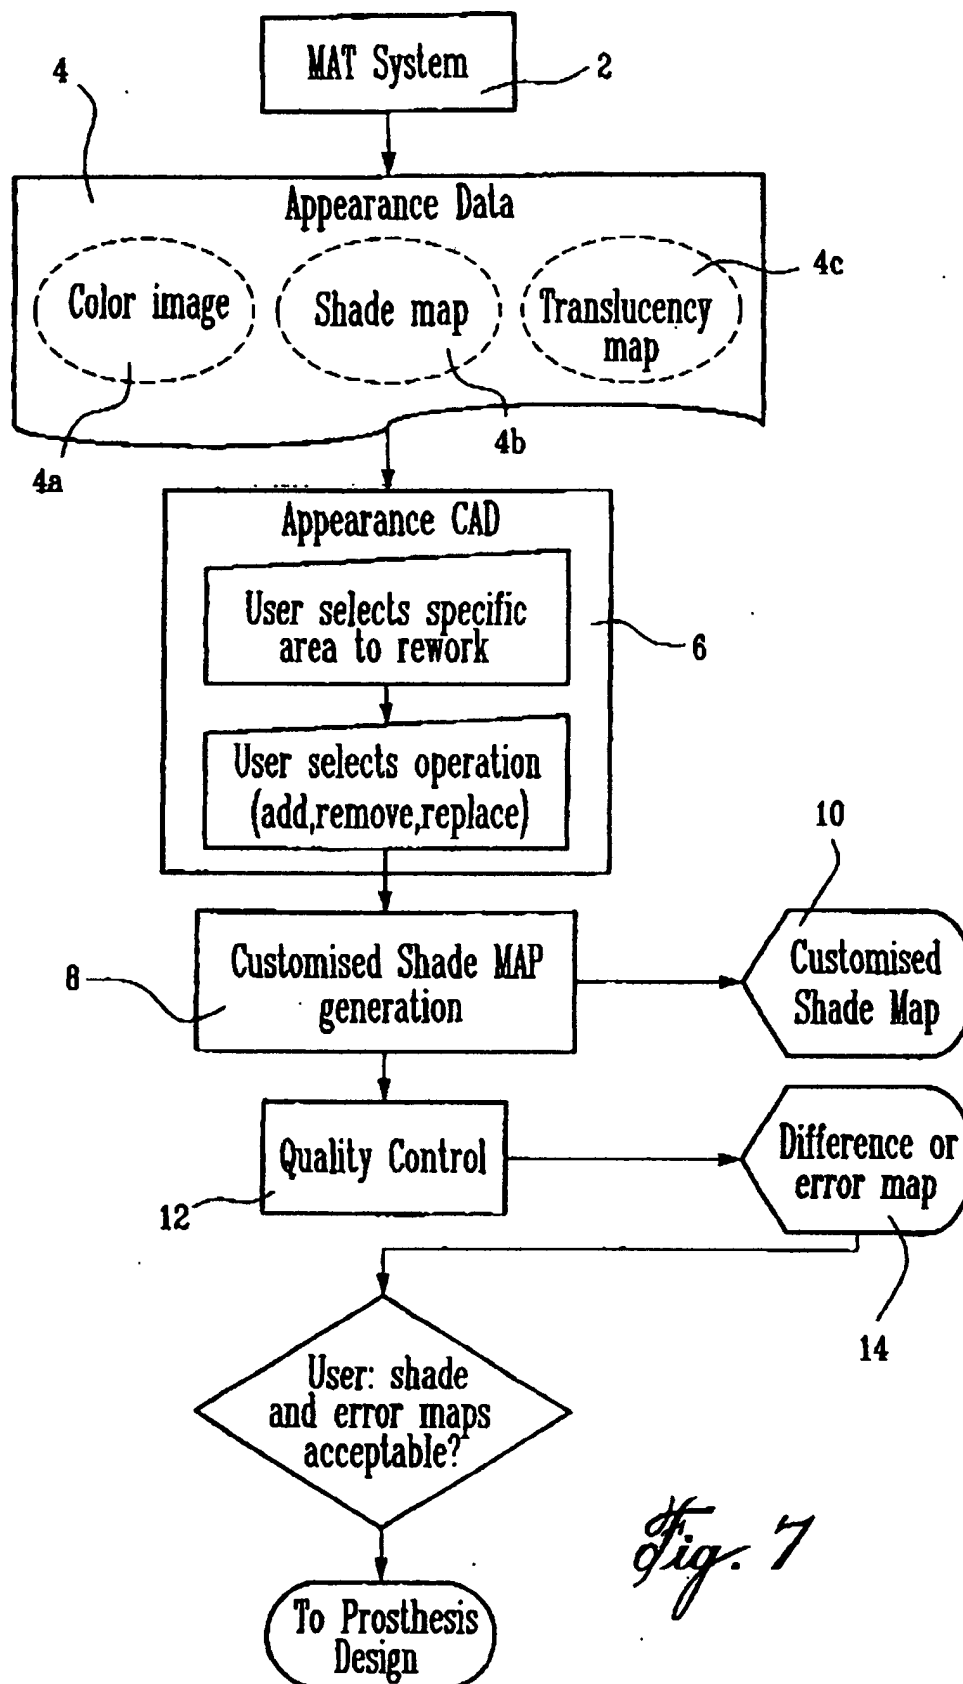 MAT System
2
4
Appearance Data
4c
Color image
Shade map
Translucency
map
4b
4a
Appearance CAD
User selects specific
area to rework
6
User selects operation
(add,remove,replace)
10
8
Customised Shade MAP
generation
Customised
Shade Map
Quality Control
12
Difference or
error map
14
User: shade
and error maps
acceptable?
Fig. 7
To Prosthesis
Design